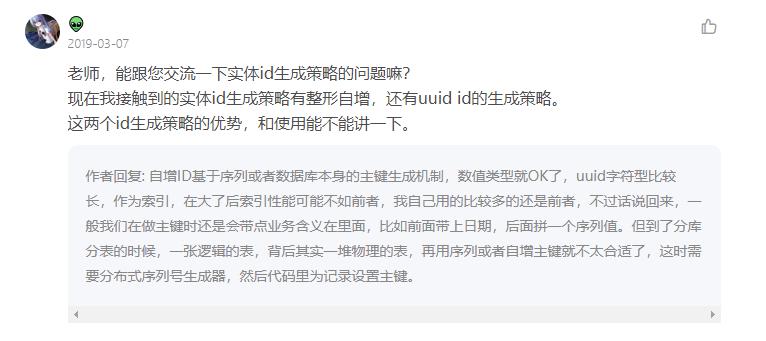 2019-03-07
老师，能跟您交流一下实体id生成策略的问题嘛？
现在我接触到的实体id生成策略有整形自增，还有uuid id的生成策略。
这两个id生成策略的优势，和使用能不能讲一下。
作者回复: 自增ID基于序列或者数据库本身的主键生成机制，数值类型就OK了，uuid字符型比较
长，作为索引，在大了后索引性能可能不如前者，我自己用的比较多的还是前者，不过话说回来，一
般我们在做主键时还是会带点业务含义在里面，比如前面带上日期，后面拼一个序列值。但到了分库
分表的时候，一张逻辑的表，背后其实一堆物理的表，再用序列或者自增主键就不太合适了，这时需
要分布式序列号生成器，然后代码里为记录设置主键。